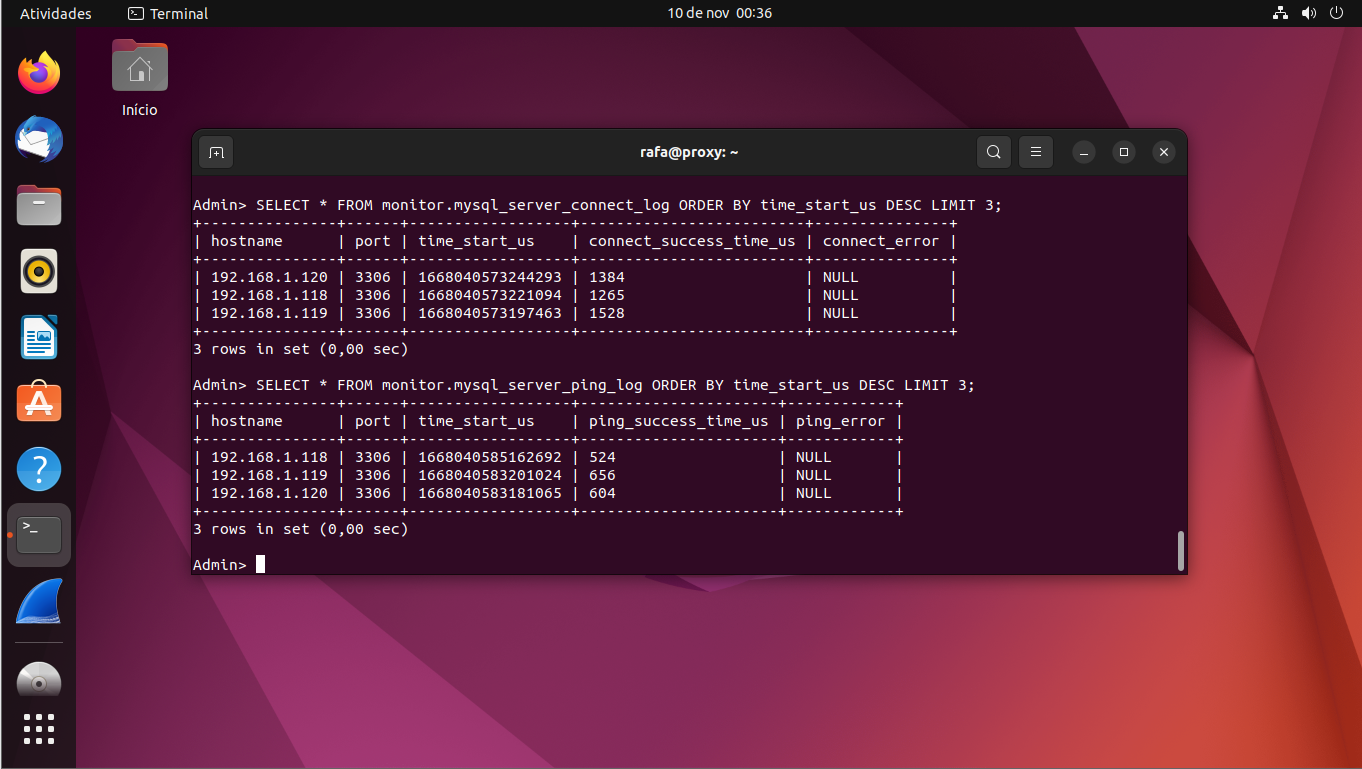 Atividades Terminal 10 de nov 00:36
Início
rafa@proxy: ~
Admin> SELECT * FROM monitor.mysql_server_connect_log ORDER BY time_start_us DESC LIMIT 3;
+---------------+------+------------------+-------------------------+---------------+
| hostname      | port | time_start_us    | connect_success_time_us | connect_error |
+---------------+------+------------------+-------------------------+---------------+
| 192.168.1.120 | 3306 | 1668040573244293 | 1384                    | NULL          |
| 192.168.1.118 | 3306 | 1668040573221094 | 1265                    | NULL          |
| 192.168.1.119 | 3306 | 1668040573197463 | 1528                    | NULL          |
+---------------+------+------------------+-------------------------+---------------+
3 rows in set (0,00 sec)
Admin> SELECT * FROM monitor.mysql_server_ping_log ORDER BY time_start_us DESC LIMIT 3;
+---------------+------+------------------+----------------------+------------+
| hostname      | port | time_start_us    | ping_success_time_us | ping_error |
+---------------+------+------------------+----------------------+------------+
| 192.168.1.118 | 3306 | 1668040585162692 | 524                  | NULL       |
| 192.168.1.119 | 3306 | 1668040583201024 | 656                  | NULL       |
| 192.168.1.120 | 3306 | 1668040583181065 | 604                  | NULL       |
+---------------+------+------------------+----------------------+------------+
3 rows in set (0,00 sec)
Admin>